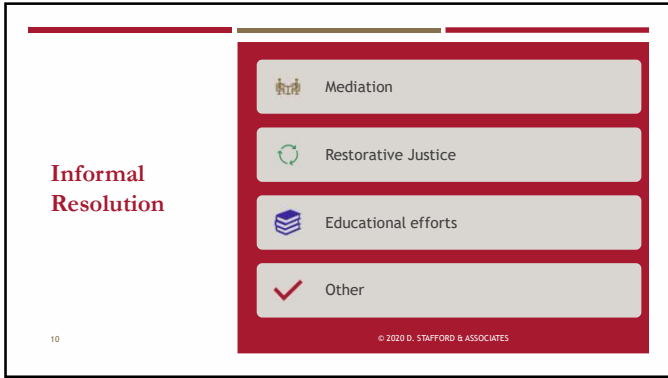 Informal
Resolution
Mediation
Restorative Justice
Educational efforts
Other
10
© 2020 D. STAFFORD & ASSOCIATES